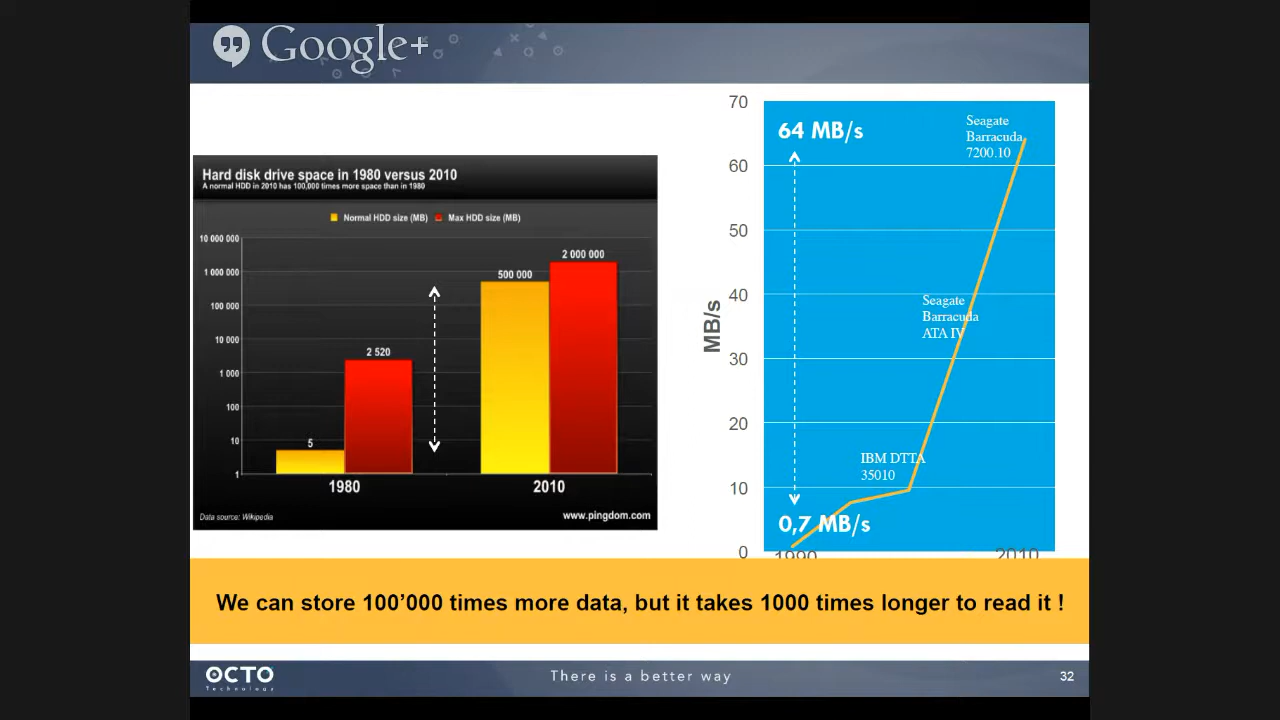 Google+
Hard disk drive space in 1980 versus 2010
A normal HDD in 2010 has 100,000 times more space than in 1980
Normal HDD size (MB) Max HDD size (MB)
10 000 000
1 000 000
100 000
10 000
1 000
100
10
1
5
2 520
500 000
2 000 000
1980
2010
Data source: Wikipedia
www.pingdom.com
MB/s
70
60
50
40
30
20
10
0
64 MB/s
Seagate
Barracuda
7200.10
Seagate
Barracuda
ATA IV
IBM DTTA
35010
0,7 MB/s
1990
2010
We can store 100’000 times more data, but it takes 1000 times longer to read it !
OCTO
Technology
There is a better way
32